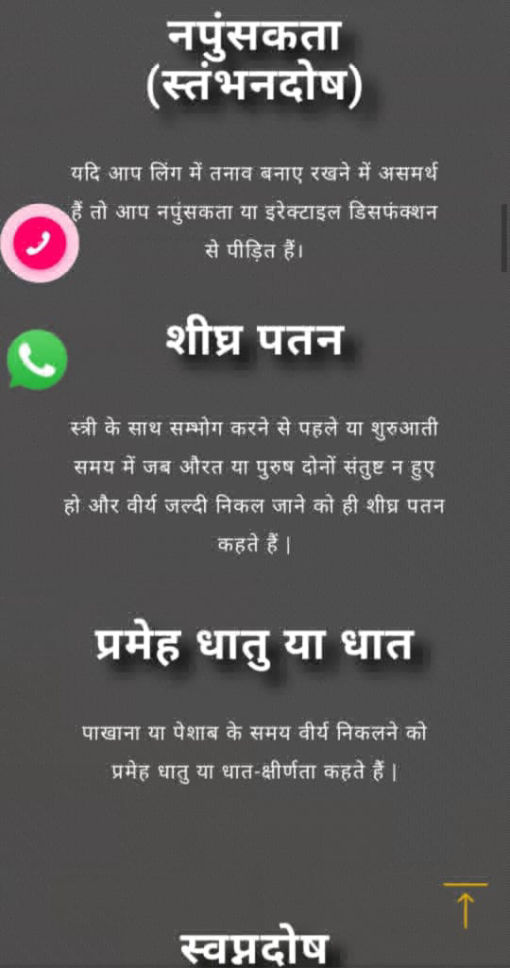 नपुंसकता
(स्तंभनदोष)
यदि आप लिंग में तनाव बनाए रखने में असमर्थ
हैं तो आप नपुंसकता या इरेक्टाइल डिसफंक्शन
से पीड़ित हैं।
शीघ्र पतन
स्त्री के साथ सम्भोग करने से पहले या शुरुआती
समय में जब औरत या पुरुष दोनों संतुष्ट न हुए
हो और वीर्य जल्दी निकल जाने को ही शीघ्र पतन
कहते हैं |
प्रमेह धातु या धात
पाखाना या पेशाब के समय वीर्य निकलने को
प्रमेह धातु या धात-क्षीर्णता कहते हैं |
स्वप्नदोष